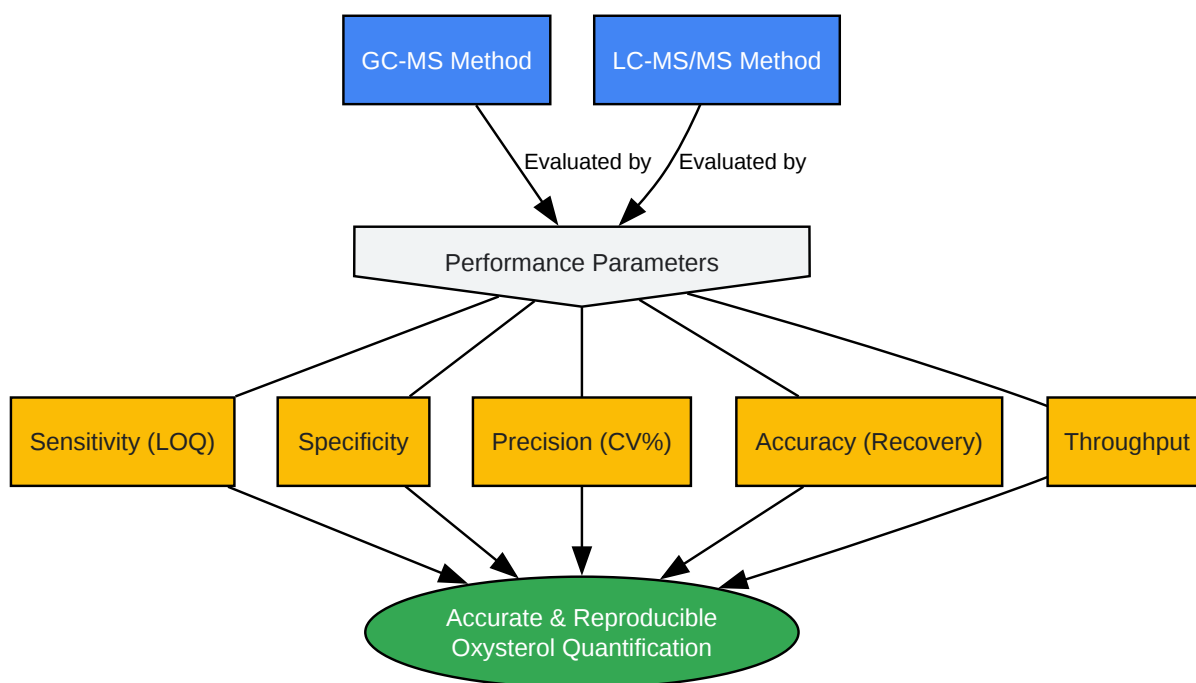 GC-MS Method
LC-MS/MS Method
Evaluated by
Evaluated by
Performance Parameters
Sensitivity (LOQ)
Specificity
Precision (CV%)
Accuracy (Recovery)
Throughput
Accurate & Reproducible
Oxysterol Quantification